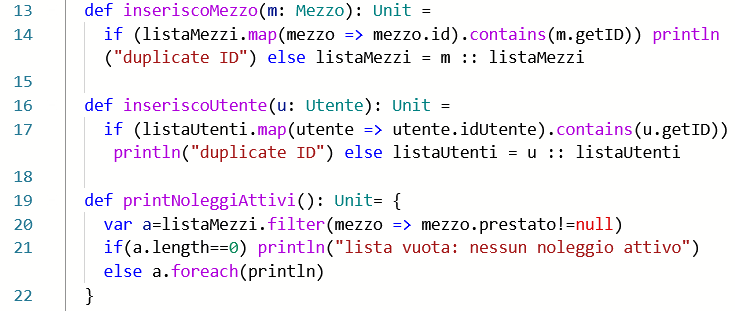 13 def inseriscoMezzo(m: Mezzo): Unit =
14 if (listaMezzi.map(mezzo => mezzo.id).contains(m.getID)) println
("duplicate ID") else listaMezzi = m :: listaMezzi
15
16 def inseriscoUtente(u: Utente): Unit =
17 if (listaUtenti.map(utente => utente.idUtente).contains(u.getID))
println("duplicate ID") else listaUtenti = u :: listaUtenti
18
19 def printNoleggiAttivi(): Unit= {
20 var a=listaMezzi.filter(mezzo => mezzo.prestato!=null)
21 if(a.length==0) println("lista vuota: nessun noleggio attivo")
else a.foreach(println)
22 }